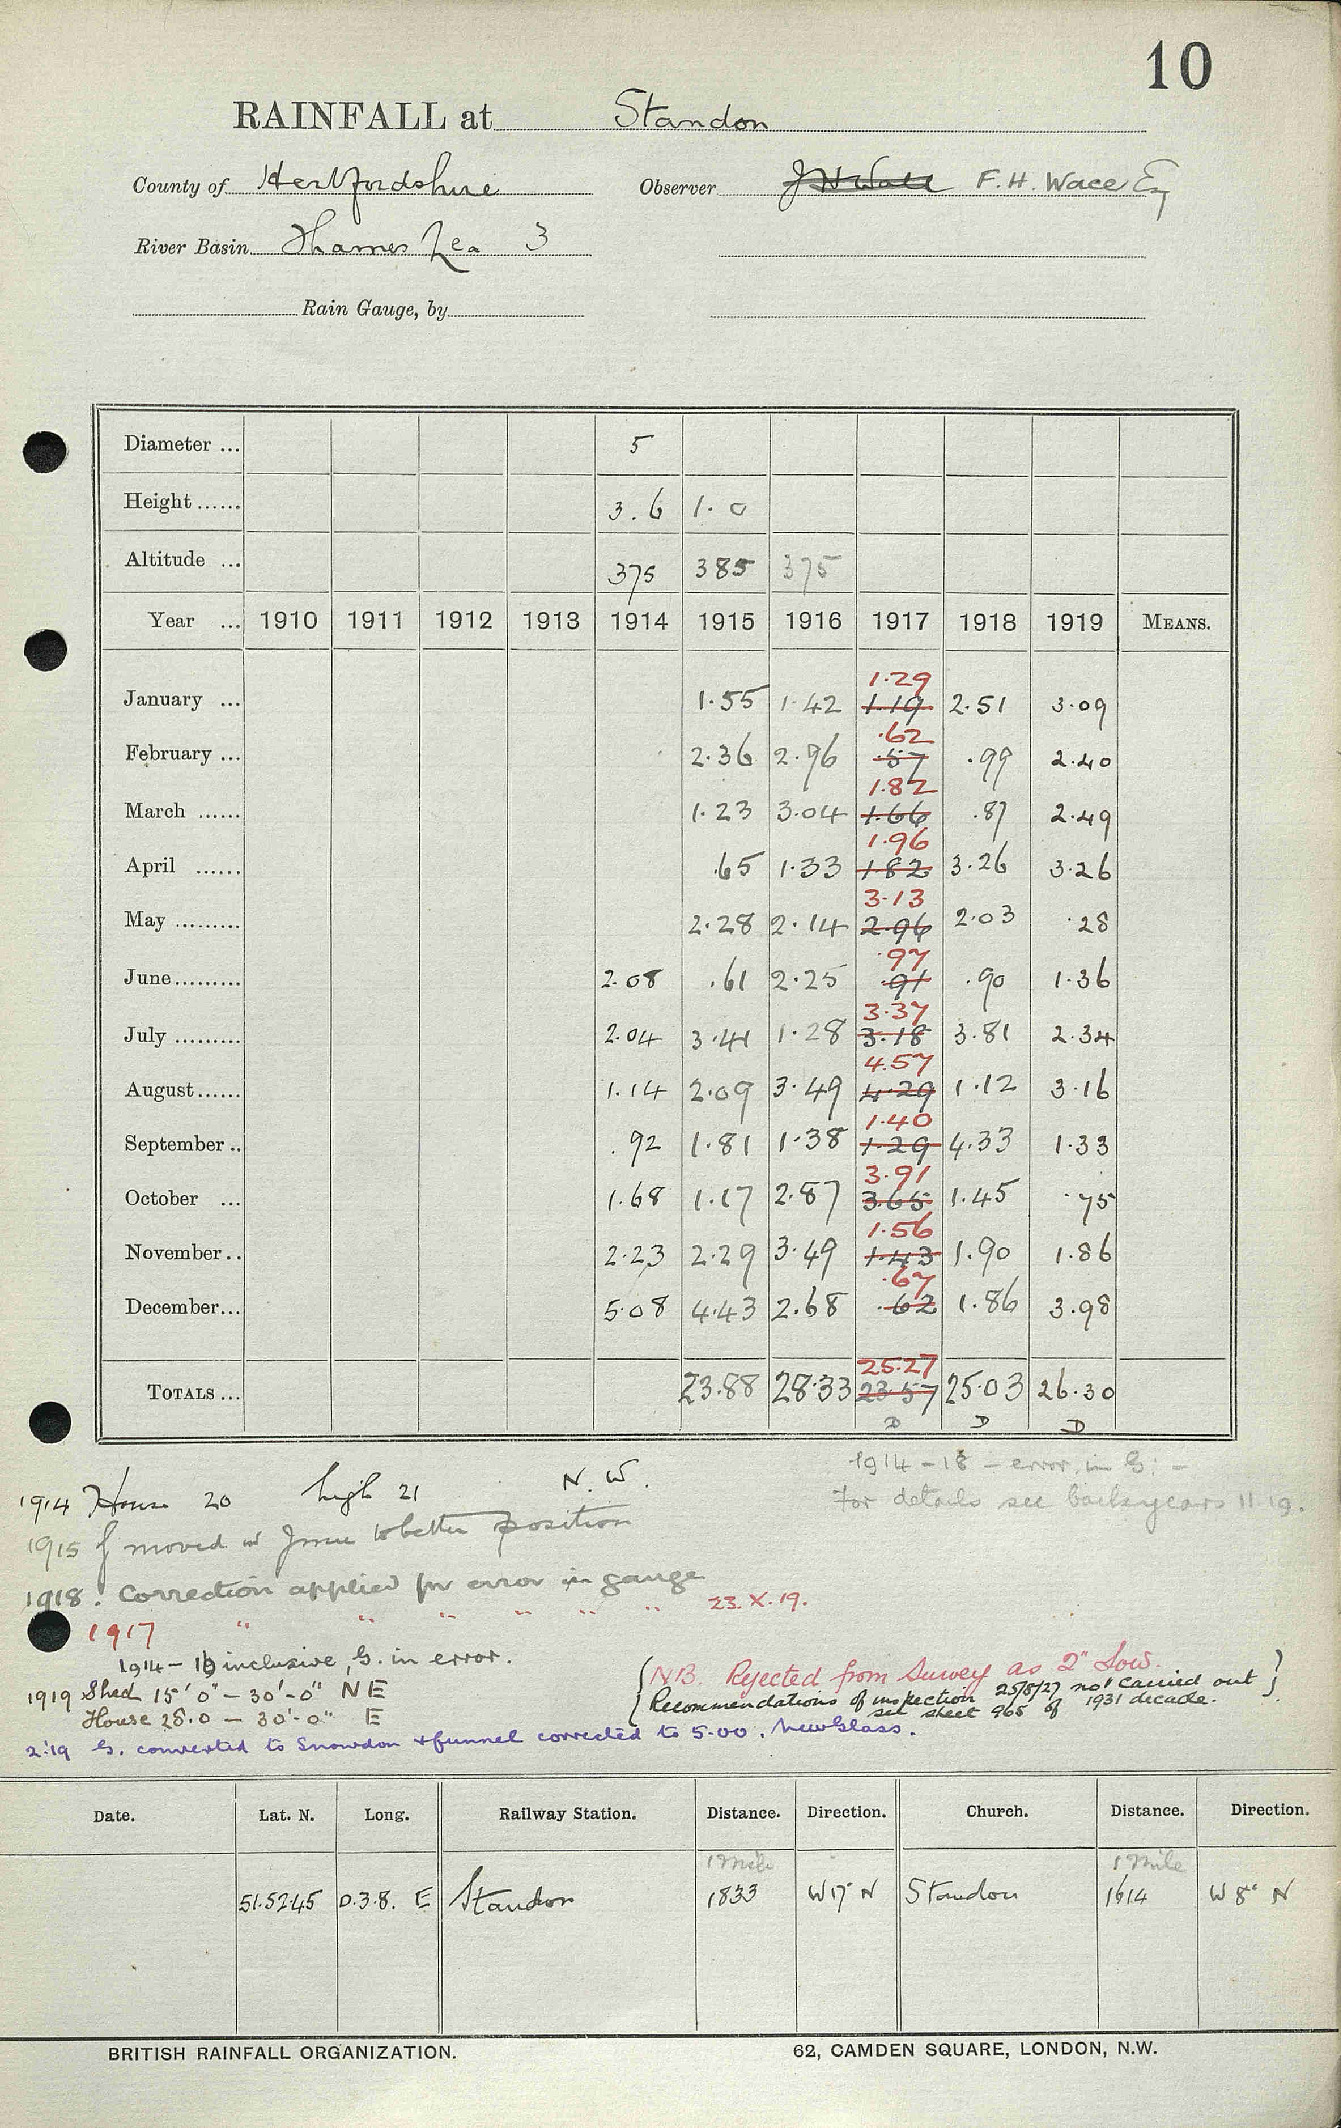 10
RAINFALL at Standon
County of Hertfordshire Observer J H Wace F. H. Wace Esq
River Basin Thames Lea 3
Rain Gauge, by
Diameter ... 5
Height ...... 3.6 1.0
Altitude ... 375 385 375
Year ... 1910 1911 1912 1913 1914 1915 1916 1917 1918 1919 MEANS.
1.29
January ... 1.55 1.42 1.19 2.51 3.09
.62
February ... 2.36 2.96 .57 .99 2.40
1.82
March ...... 1.23 3.04 1.66 .87 2.49
1.96
April ...... .65 1.33 1.82 3.26 3.26
3.13
May ......... 2.28 2.14 2.96 2.03 .28
.97
June......... 2.08 .61 2.25 .91 .90 1.36
3.37
July ......... 2.04 3.41 1.28 3.18 3.81 2.34
4.57
August...... 1.14 2.09 3.49 4.29 1.12 3.16
1.40
September .. .92 1.81 1.38 1.29 4.33 1.33
3.91
October ... 1.68 1.17 2.87 3.65 1.45 .75
1.56
November .. 2.23 2.29 3.49 1.43 1.90 1.86
.67
December... 5.08 4.43 2.68 .62 1.86 3.98
25.27
TOTALS ... 23.88 28.33 23.57 25.03 26.30
D D D
1914-18 - error in G: -
For details see back years 11.19.
1914 House 20 high 21 N.W.
1915 G moved in June to better position
1918. Correction applied for error in gauge
1917 " " " " " " 23.X.19.
1914-18 inclusive, G. in error.
1919 Shed 15'0" - 30'-0" NE
House 28.0 - 30'-0" E
(N.B. Rejected from Survey as 2" low.
Recommendations of inspection 25/8/27 not carried out
see sheet 965 of 1931 decade.)
2:19 G. converted to Snowdon & funnel corrected to 5.00. New Glass.
Date. Lat. N. Long. Railway Station. Distance. Direction. Church. Distance. Direction.
1 Mile 1 Mile
51.52.45 0.3.8. E Standon 1833 W 17° N Standon 1614 W 8° N
BRITISH RAINFALL ORGANIZATION. 62, CAMDEN SQUARE, LONDON, N.W.